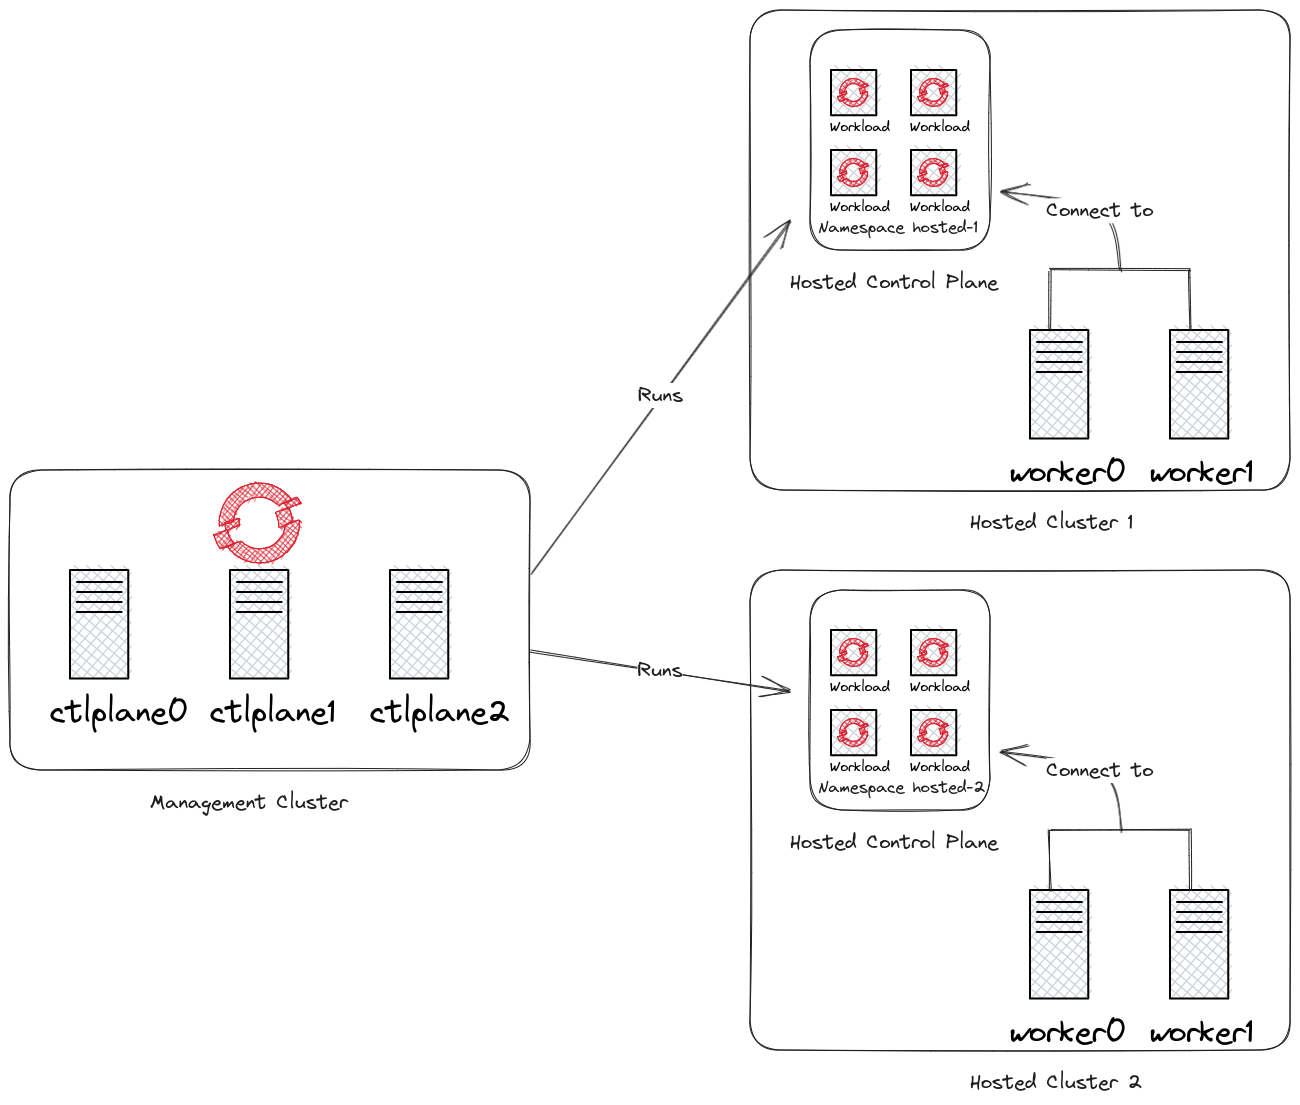 Workload Workload
Workload Workload
Namespace hosted-1
Hosted Control Plane
Connect to
worker0 worker1
Hosted Cluster 1
Runs
ctlplane0 ctlplane1 ctlplane2
Management Cluster
Runs
Workload Workload
Workload Workload
Namespace hosted-2
Hosted Control Plane
Connect to
worker0 worker1
Hosted Cluster 2